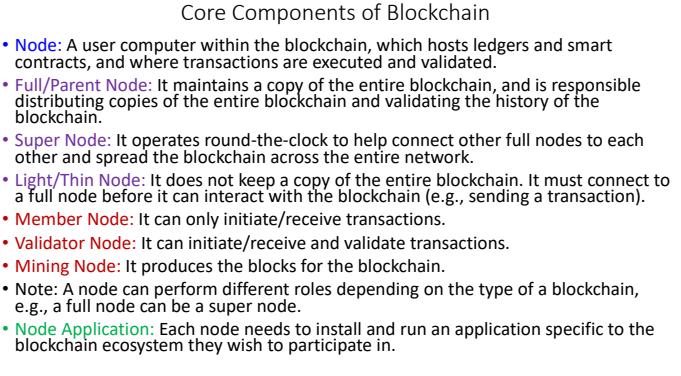 Core Components of Blockchain
• Node: A user computer within the blockchain, which hosts ledgers and smart
contracts, and where transactions are executed and validated.
• Full/Parent Node: It maintains a copy of the entire blockchain, and is responsible
distributing copies of the entire blockchain and validating the history of the
blockchain.
• Super Node: It operates round-the-clock to help connect other full nodes to each
other and spread the blockchain across the entire network.
• Light/Thin Node: It does not keep a copy of the entire blockchain. It must connect to
a full node before it can interact with the blockchain (e.g., sending a transaction).
• Member Node: It can only initiate/receive transactions.
• Validator Node: It can initiate/receive and validate transactions.
• Mining Node: It produces the blocks for the blockchain.
• Note: A node can perform different roles depending on the type of a blockchain,
e.g., a full node can be a super node.
• Node Application: Each node needs to install and run an application specific to the
blockchain ecosystem they wish to participate in.